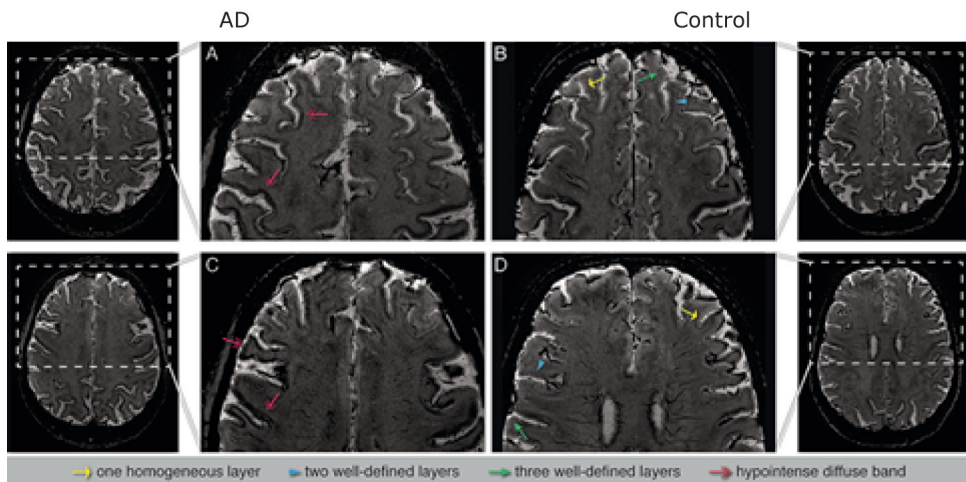 AD Control
A B
C D
one homogeneous layer two well-defined layers three well-defined layers hypointense diffuse band